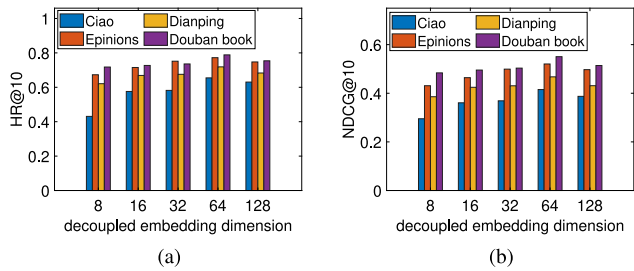 Ciao Dianping
Epinions Douban book
HR@10
1
0.8
0.6
0.4
0.2
0
8 16 32 64 128
decoupled embedding dimension
(a)
Ciao Dianping
Epinions Douban book
NDCG@10
0.6
0.4
0.2
0
8 16 32 64 128
decoupled embedding dimension
(b)